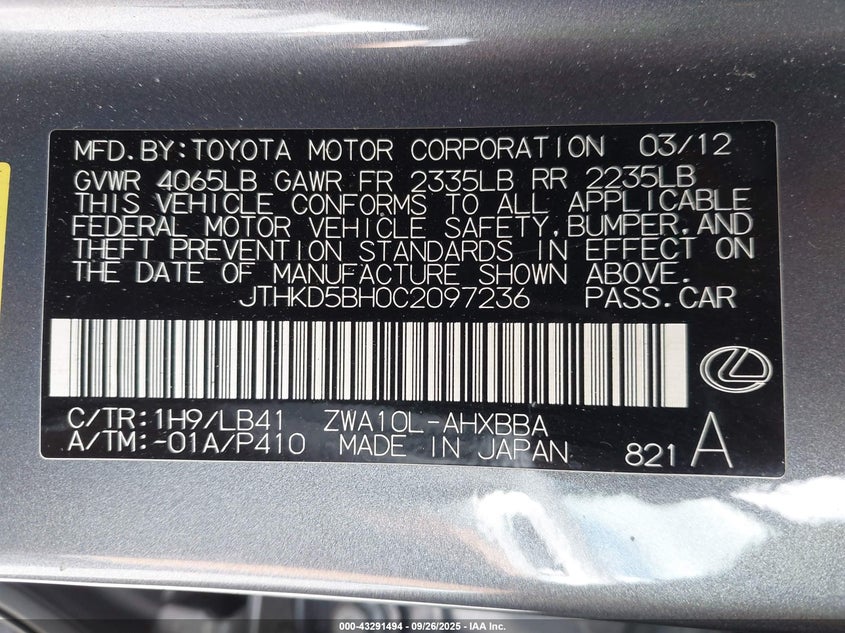 MFD.BY:TOYOTA MOTOR CORPORATION 03/12
GVWR 4065LB GAWR FR 2335LB RR 2235LB
THIS VEHICLE CONFORMS TO ALL APPLICABLE
FEDERAL MOTOR VEHICLE SAFETY,BUMPER,AND
THEFT PREVENTION STANDARDS IN EFFECT ON
THE DATE OF MANUFACTURE SHOWN ABOVE.
JTHKD5BH0C2097236 PASS.CAR
C/TR:1H9/LB41 ZWA10L-AHXBBA
A/TM:-01A/P410 MADE IN JAPAN 821 A
000-43291494 - 09/26/2025 - IAA Inc.